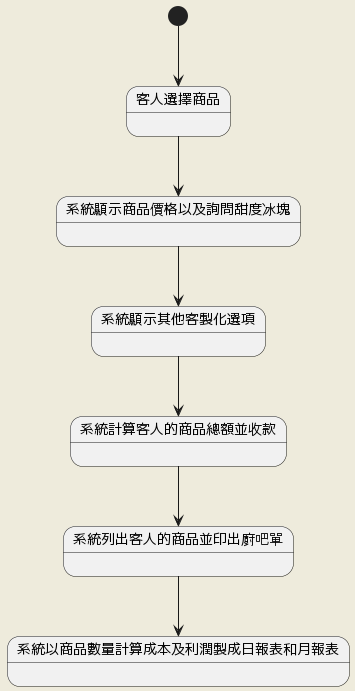 客人選擇商品
系統顯示商品價格以及詢問甜度冰塊
系統顯示其他客製化選項
系統計算客人的商品總額並收款
系統列出客人的商品並印出廚吧單
系統以商品數量計算成本及利潤製成日報表和月報表